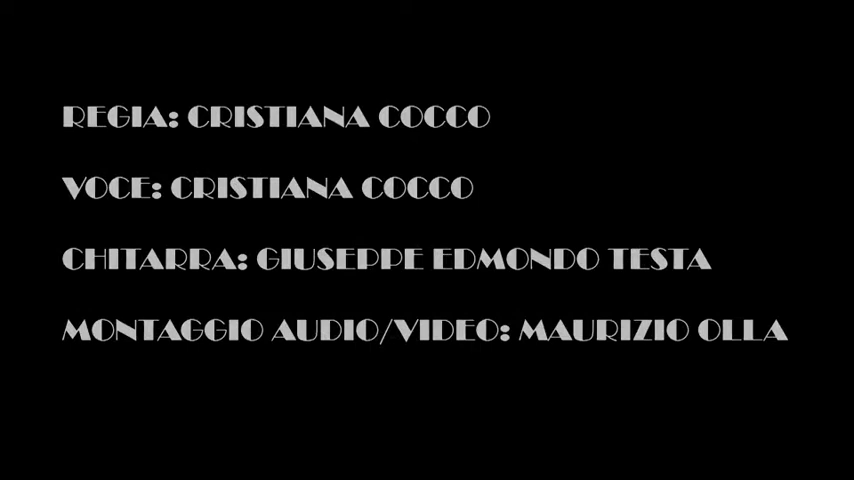 REGIA: CRISTIANA COCCO
VOCE: CRISTIANA COCCO
CHITARRA: GIUSEPPE EDMONDO TESTA
MONTAGGIO AUDIO/VIDEO: MAURIZIO OLLA